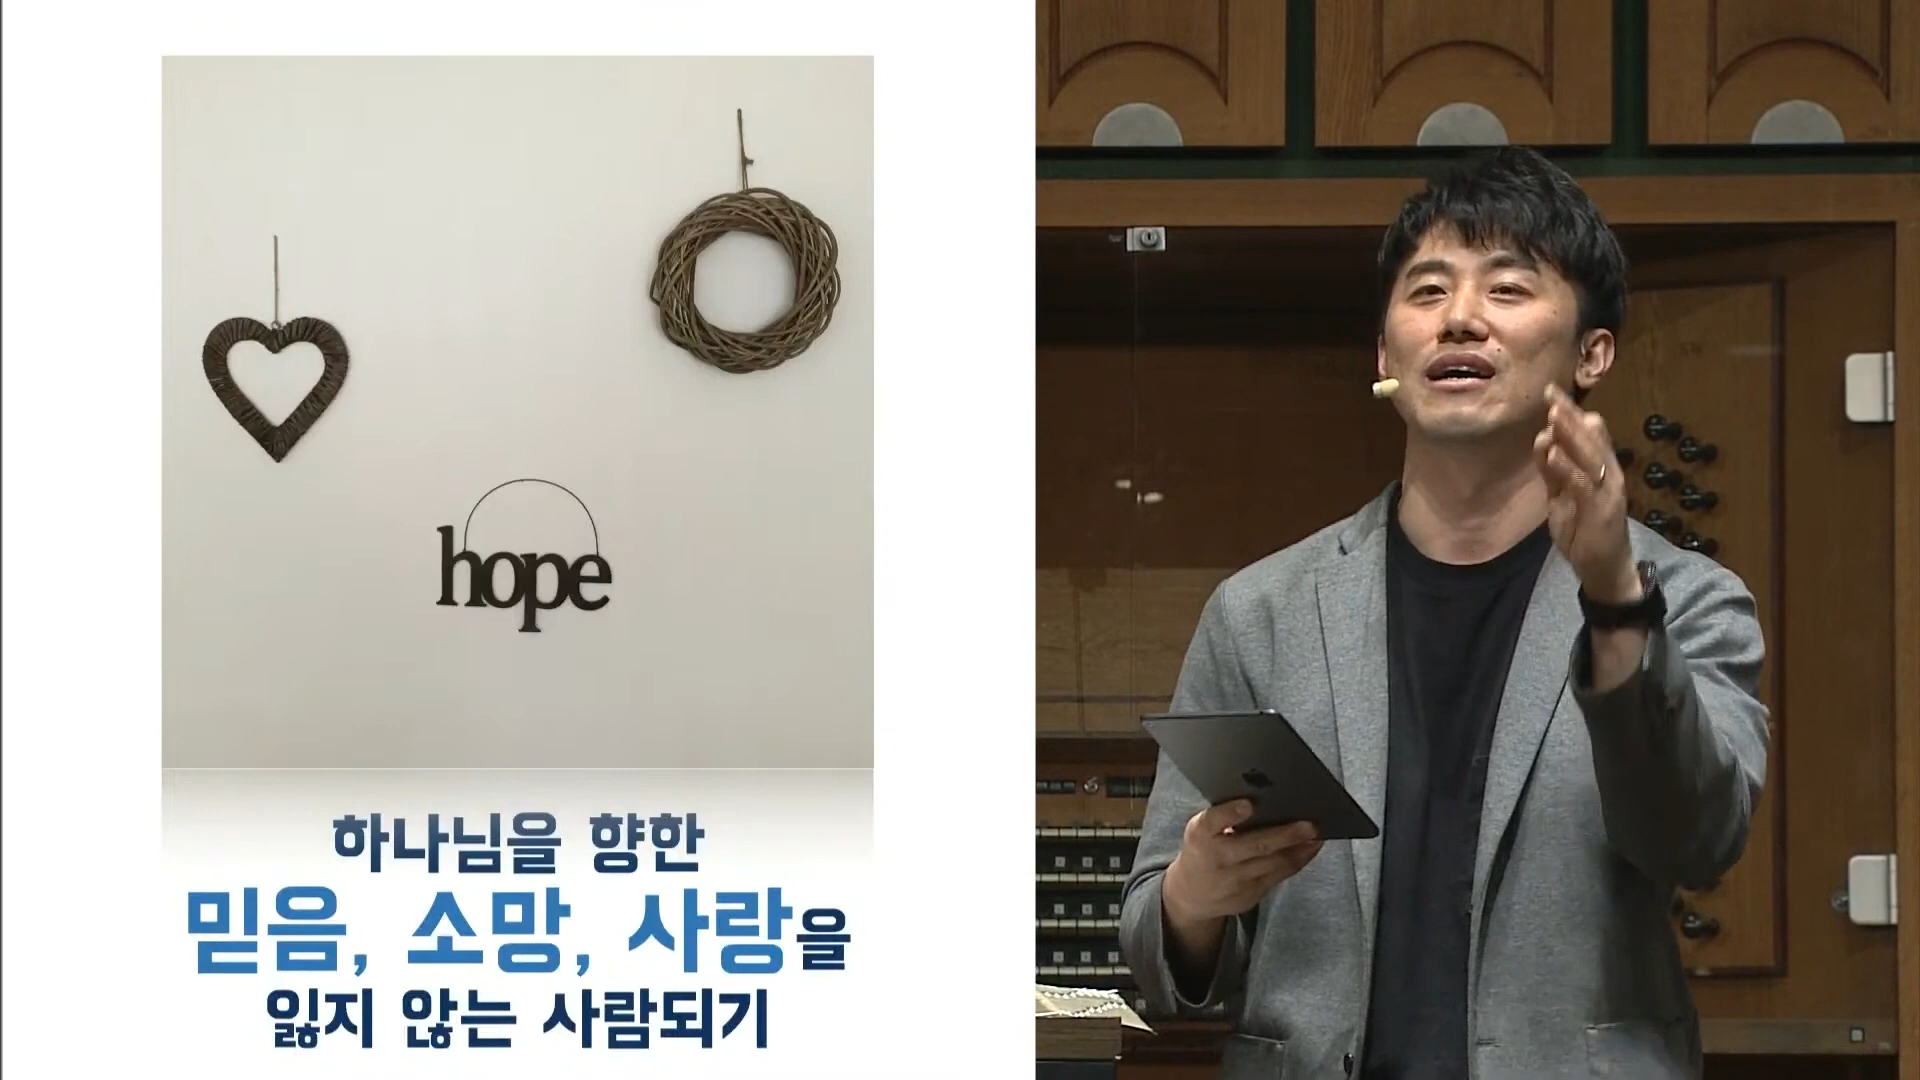 hope
하나님을 향한
믿음, 소망, 사랑을
잃지 않는 사람되기